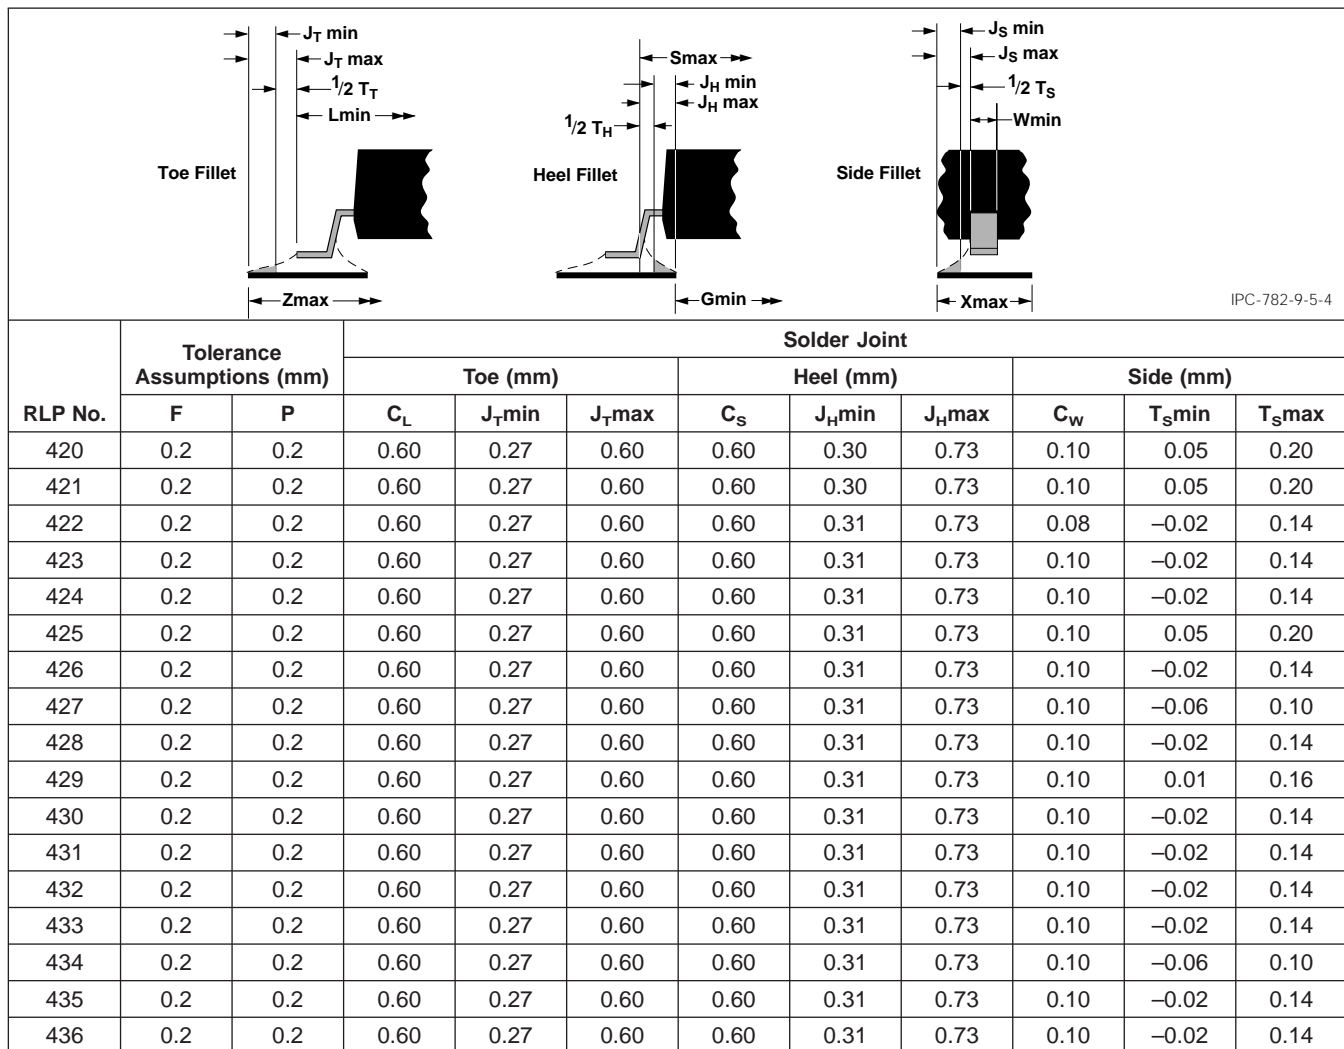 J_T min
J_T max
1/2 T_T
Lmin
Toe Fillet
Zmax
Smax
J_H min
J_H max
1/2 T_H
Heel Fillet
Gmin
J_S min
J_S max
1/2 T_S
Wmin
Side Fillet
Xmax
IPC-782-9-5-4
RLP No. Tolerance Assumptions (mm) Solder Joint
Toe (mm) Heel (mm) Side (mm)
F P C_L J_Tmin J_Tmax C_S J_Hmin J_Hmax C_W T_Smin T_Smax
420 0.2 0.2 0.60 0.27 0.60 0.60 0.30 0.73 0.10 0.05 0.20
421 0.2 0.2 0.60 0.27 0.60 0.60 0.30 0.73 0.10 0.05 0.20
422 0.2 0.2 0.60 0.27 0.60 0.60 0.31 0.73 0.08 –0.02 0.14
423 0.2 0.2 0.60 0.27 0.60 0.60 0.31 0.73 0.10 –0.02 0.14
424 0.2 0.2 0.60 0.27 0.60 0.60 0.31 0.73 0.10 –0.02 0.14
425 0.2 0.2 0.60 0.27 0.60 0.60 0.31 0.73 0.10 0.05 0.20
426 0.2 0.2 0.60 0.27 0.60 0.60 0.31 0.73 0.10 –0.02 0.14
427 0.2 0.2 0.60 0.27 0.60 0.60 0.31 0.73 0.10 –0.06 0.10
428 0.2 0.2 0.60 0.27 0.60 0.60 0.31 0.73 0.10 –0.02 0.14
429 0.2 0.2 0.60 0.27 0.60 0.60 0.31 0.73 0.10 0.01 0.16
430 0.2 0.2 0.60 0.27 0.60 0.60 0.31 0.73 0.10 –0.02 0.14
431 0.2 0.2 0.60 0.27 0.60 0.60 0.31 0.73 0.10 –0.02 0.14
432 0.2 0.2 0.60 0.27 0.60 0.60 0.31 0.73 0.10 –0.02 0.14
433 0.2 0.2 0.60 0.27 0.60 0.60 0.31 0.73 0.10 –0.02 0.14
434 0.2 0.2 0.60 0.27 0.60 0.60 0.31 0.73 0.10 –0.06 0.10
435 0.2 0.2 0.60 0.27 0.60 0.60 0.31 0.73 0.10 –0.02 0.14
436 0.2 0.2 0.60 0.27 0.60 0.60 0.31 0.73 0.10 –0.02 0.14